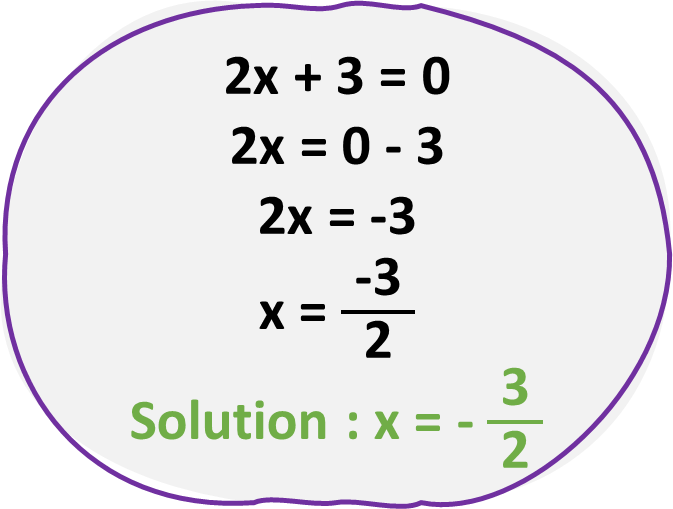 2x + 3 = 0
2x = 0 - 3
2x = -3
x = -3/2
Solution : x = - 3/2